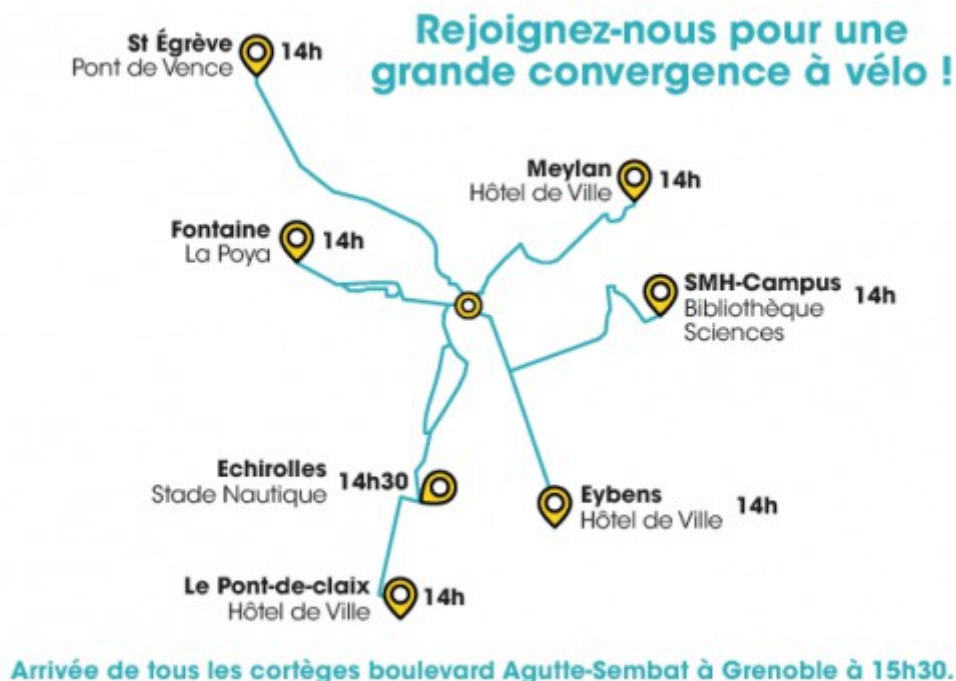 Rejoignez-nous pour une
grande convergence à vélo !
St Égrève
Pont de Vence
14h
Meylan
Hôtel de Ville
14h
Fontaine
La Poya
14h
SMH-Campus
Bibliothèque
Sciences
14h
Echirolles
Stade Nautique
14h30
Eybens
Hôtel de Ville
14h
Le Pont-de-claix
Hôtel de Ville
14h
Arrivée de tous les cortèges boulevard Agutte-Sembat à Grenoble à 15h30.